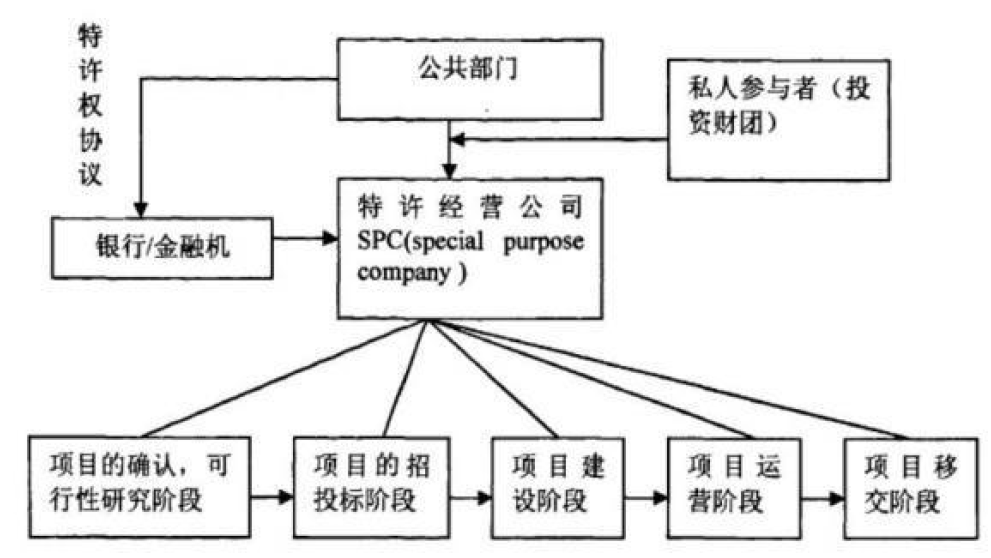 特许权协议
公共部门
私人参与者（投
资财团）
特许经营公司
SPC(special purpose
company )
银行/金融机
项目的确认，可
行性研究阶段
项目的招
投标阶段
项目建
设阶段
项目运
营阶段
项目移
交阶段